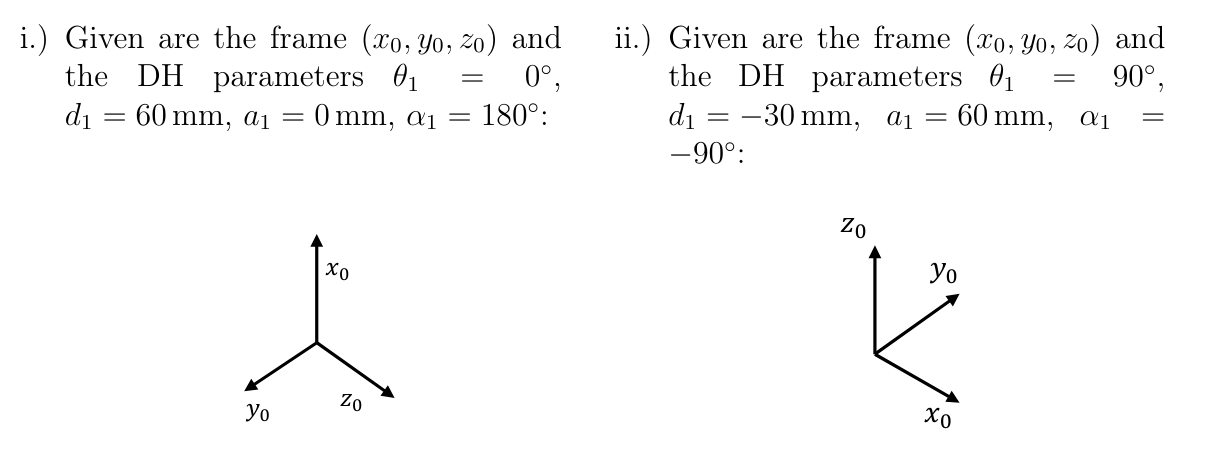 i.) Given are the frame (x₀, y₀, z₀) and
the DH parameters θ₁ = 0°,
d₁ = 60 mm, a₁ = 0 mm, α₁ = 180°:
ii.) Given are the frame (x₀, y₀, z₀) and
the DH parameters θ₁ = 90°,
d₁ = −30 mm, a₁ = 60 mm, α₁ =
−90°:
x₀
y₀
z₀
z₀
y₀
x₀